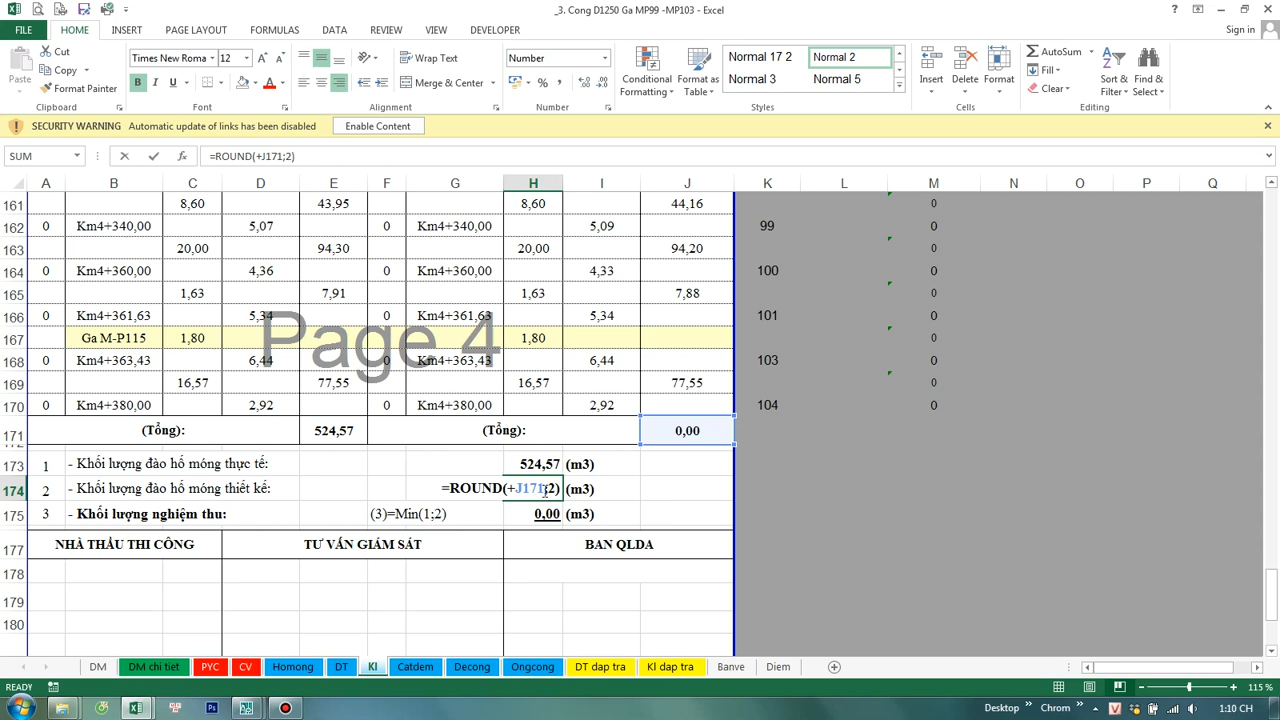 _3. Cong D1250 Ga MP99 -MP103 - Excel
FILE HOME INSERT PAGE LAYOUT FORMULAS DATA REVIEW VIEW DEVELOPER Sign in
Paste Cut Copy Format Painter Clipboard
Times New Roma 12 B I U Font
Wrap Text Merge & Center Alignment
Number % Number
Conditional Formatting Format as Table
Normal 17 2 Normal 2 Normal 3 Normal 5 Styles
Insert Delete Format Cells
AutoSum Fill Clear Sort & Filter Find & Select Editing
SECURITY WARNING Automatic update of links has been disabled Enable Content
SUM =ROUND(+J171;2)
A B C D E F G H I J K L M N O P Q
161 8,60 43,95 8,60 44,16 0
162 0 Km4+340,00 5,07 0 Km4+340,00 5,09 99 0
163 20,00 94,30 20,00 94,20 0
164 0 Km4+360,00 4,36 0 Km4+360,00 4,33 100 0
165 1,63 7,91 1,63 7,88 0
166 0 Km4+361,63 5,34 0 Km4+361,63 5,34 101 0
167 Ga M-P115 1,80 1,80 0
Page 4
168 0 Km4+363,43 6,44 0 Km4+363,43 6,44 103 0
169 16,57 77,55 16,57 77,55 0
170 0 Km4+380,00 2,92 0 Km4+380,00 2,92 104 0
171 (Tổng): 524,57 (Tổng): 0,00
173 1 - Khối lượng đào hố móng thực tế: 524,57 (m3)
174 2 - Khối lượng đào hố móng thiết kế: =ROUND(+J171;2) (m3)
175 3 - Khối lượng nghiệm thu: (3)=Min(1;2) 0,00 (m3)
177 NHÀ THẦU THI CÔNG TƯ VẤN GIÁM SÁT BAN QLDA
178
179
180
DM DM chi tiet PYC CV Homong DT Kl Catdem Decong Ongcong DT dap tra Kl dap tra Banve Diem
READY 115 %
Desktop Chrom 1:10 CH